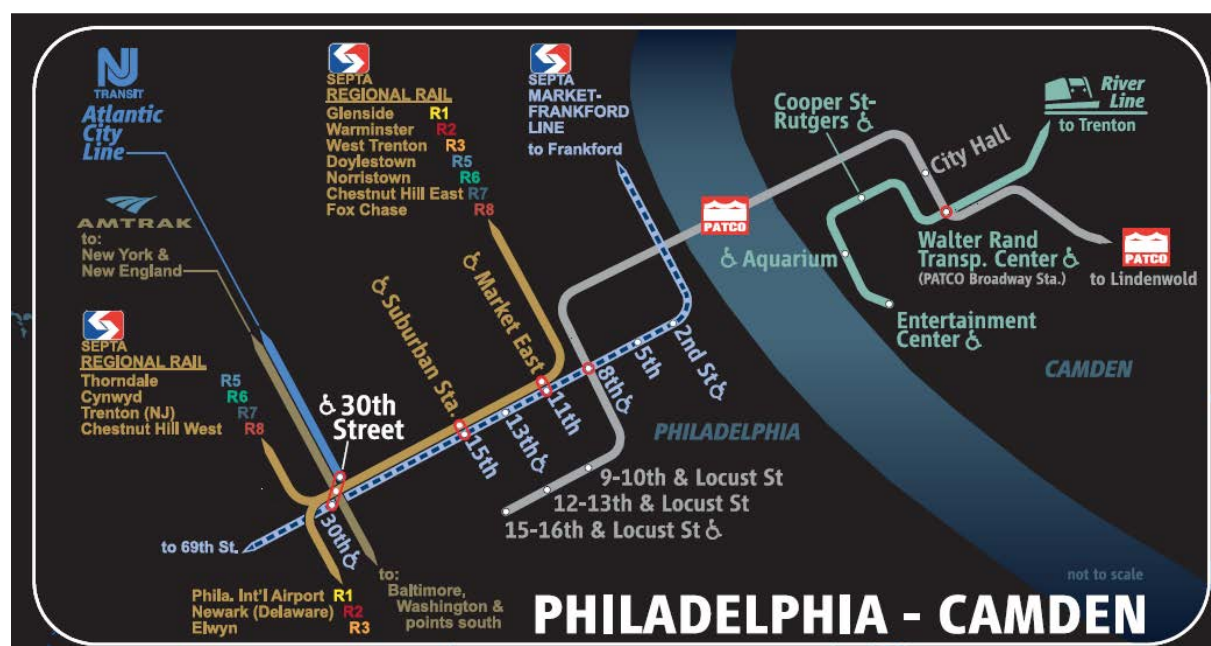 NJ
TRANSIT
Atlantic
City
Line
AMTRAK
to:
New York &
New England
SEPTA
REGIONAL RAIL
Thorndale R5
Cynwyd R6
Trenton (NJ) R7
Chestnut Hill West R8
SEPTA
REGIONAL RAIL
Glenside R1
Warminster R2
West Trenton R3
Doylestown R5
Norristown R6
Chestnut Hill East R7
Fox Chase R8
SEPTA
MARKET-
FRANKFORD
LINE
to Frankford
Cooper St-
Rutgers
River
Line
to Trenton
City Hall
PATCO
Aquarium
Walter Rand
Transp. Center
(PATCO Broadway Sta.)
PATCO
to Lindenwold
Entertainment
Center
CAMDEN
PHILADELPHIA
Suburban Sta.
Market East
30th
Street
30th
15th
13th
11th
8th
5th
2nd St
9-10th & Locust St
12-13th & Locust St
15-16th & Locust St
to 69th St.
Phila. Int'l Airport R1
Newark (Delaware) R2
Elwyn R3
to:
Baltimore,
Washington &
points south
not to scale
PHILADELPHIA - CAMDEN